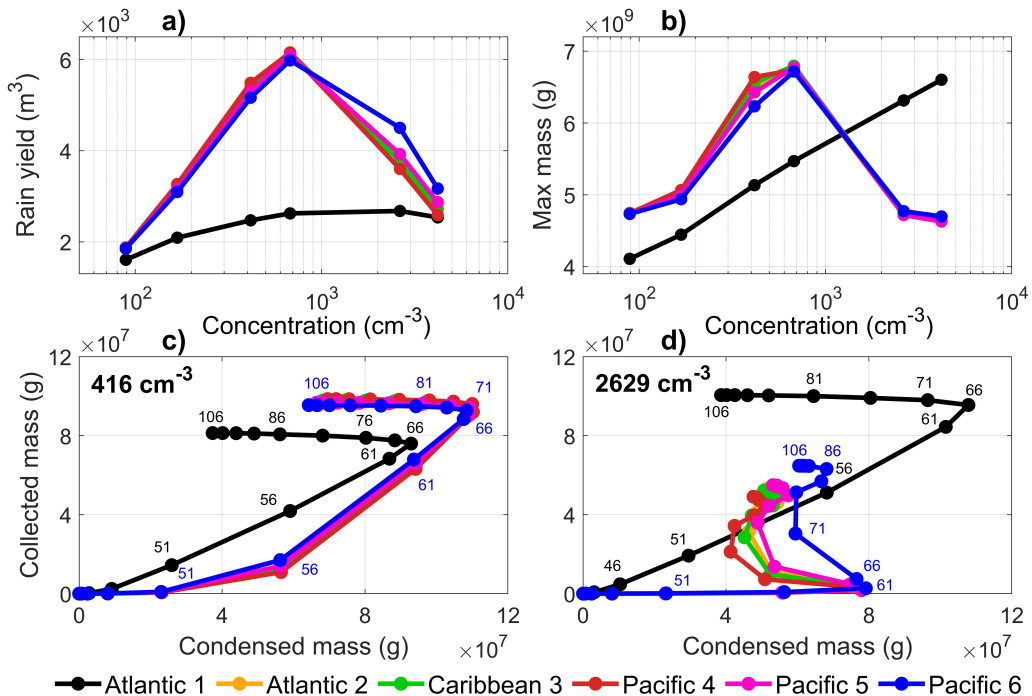 ×10³ a)
6
4
2
Rain yield (m³)
10² 10³ 10⁴
Concentration (cm⁻³)
×10⁹ b)
7
6
5
4
Max mass (g)
10² 10³ 10⁴
Concentration (cm⁻³)
×10⁷ c)
12
8
4
0
Collected mass (g)
416 cm⁻³
106 81 71
106 86 76 66 66
61
61
56
51
51 56
0 4 8 12
Condensed mass (g) ×10⁷
×10⁷ d)
12
8
4
0
2629 cm⁻³
81 71 66
106
61
106 86
56
71
51
66
46 51 61
0 4 8 12
Condensed mass (g) ×10⁷
Atlantic 1 Atlantic 2 Caribbean 3 Pacific 4 Pacific 5 Pacific 6